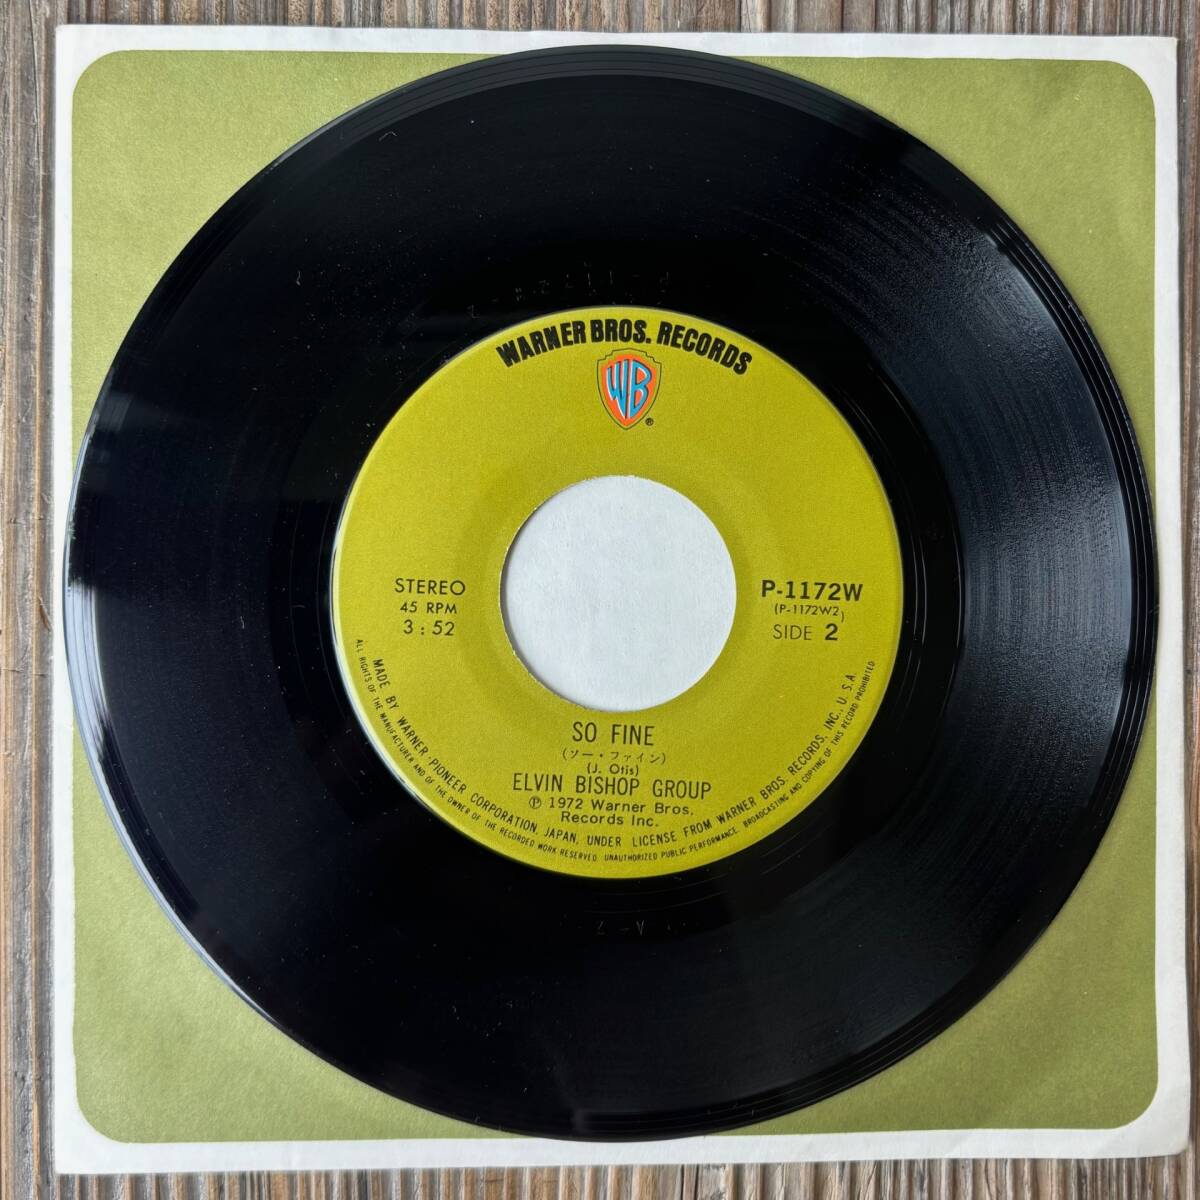 WARNER BROS. RECORDS
WB
®
STEREO
45 RPM
3:52
P-1172W
(P-1172W2)
SIDE 2
SO FINE
(ソー・ファイン)
(J. Otis)
ELVIN BISHOP GROUP
Ⓟ 1972 Warner Bros.
Records Inc.
MADE BY WARNER-PIONEER CORPORATION, JAPAN, UNDER LICENSE FROM WARNER BROS. RECORDS, INC., U.S.A.
ALL RIGHTS OF THE MANUFACTURER AND OF THE OWNER OF THE RECORDED WORK RESERVED. UNAUTHORIZED PUBLIC PERFORMANCE, BROADCASTING AND COPYING OF THIS RECORD PROHIBITED.